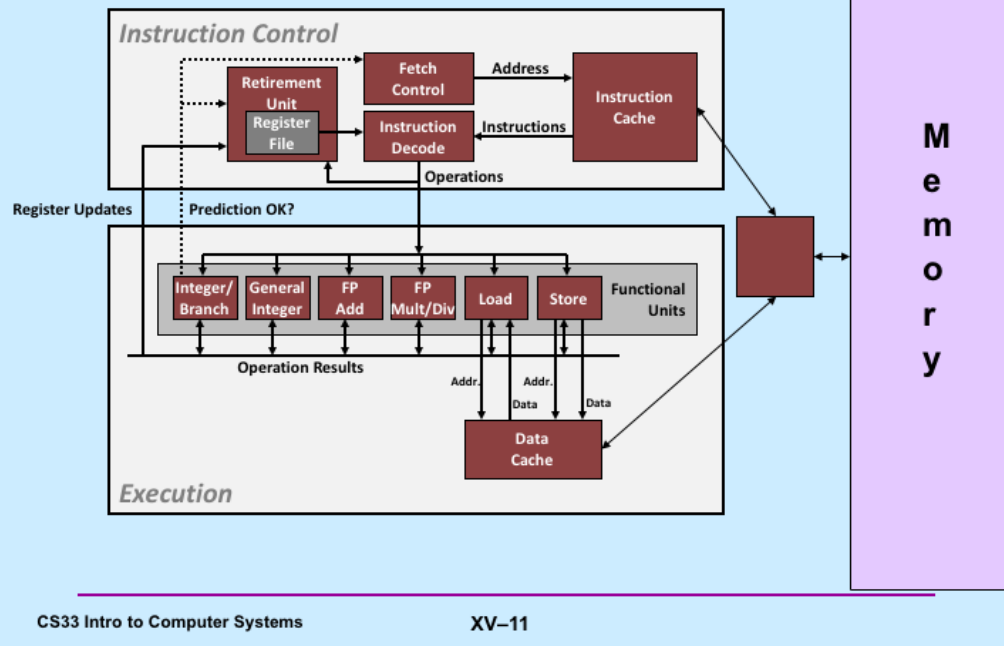 Instruction Control
Retirement
Unit
Register
File
Fetch
Control
Address
Instruction
Cache
Instruction
Decode
Instructions
Operations
Register Updates
Prediction OK?
Integer/
Branch
General
Integer
FP
Add
FP
Mult/Div
Load
Store
Functional
Units
Operation Results
Addr.
Data
Addr.
Data
Data
Cache
Execution
M
e
m
o
r
y
CS33 Intro to Computer Systems
XV–11